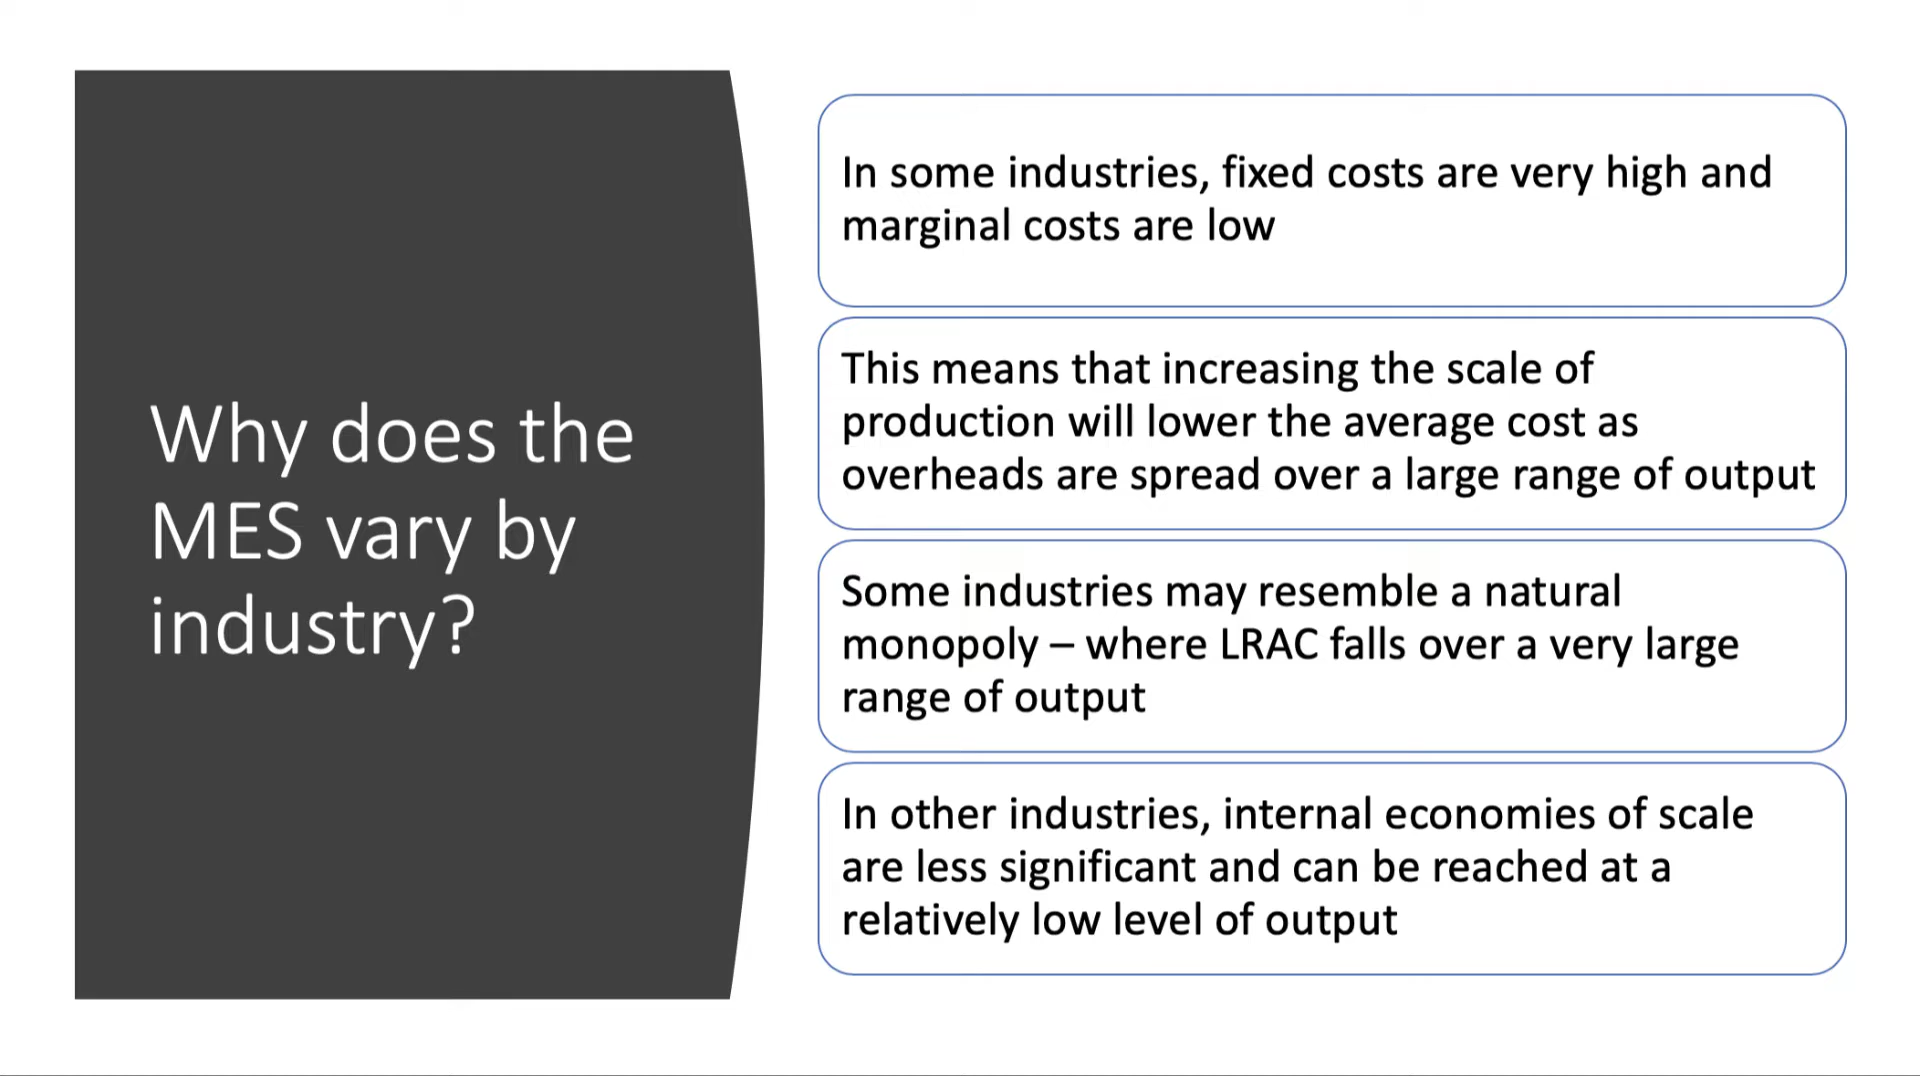 Why does the
MES vary by
industry?
In some industries, fixed costs are very high and
marginal costs are low
This means that increasing the scale of
production will lower the average cost as
overheads are spread over a large range of output
Some industries may resemble a natural
monopoly – where LRAC falls over a very large
range of output
In other industries, internal economies of scale
are less significant and can be reached at a
relatively low level of output